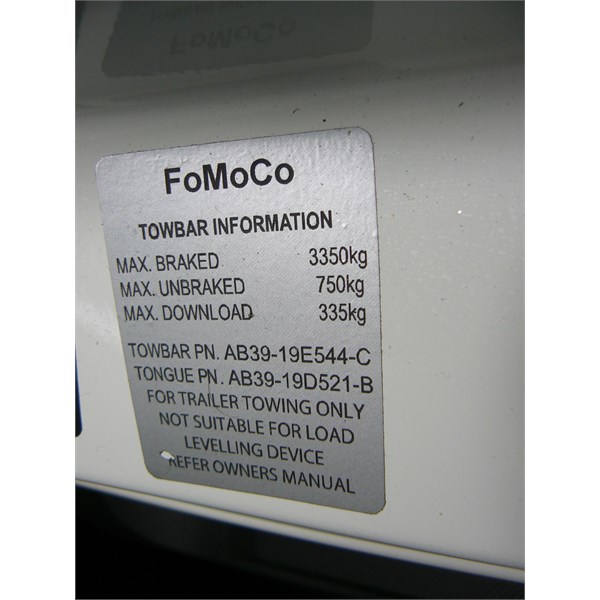 FoMoCo
FoMoCo
TOWBAR INFORMATION
MAX. BRAKED 3350kg
MAX. UNBRAKED 750kg
MAX. DOWNLOAD 335kg
TOWBAR PN. AB39-19E544-C
TONGUE PN. AB39-19D521-B
FOR TRAILER TOWING ONLY
NOT SUITABLE FOR LOAD
LEVELLING DEVICE
REFER OWNERS MANUAL